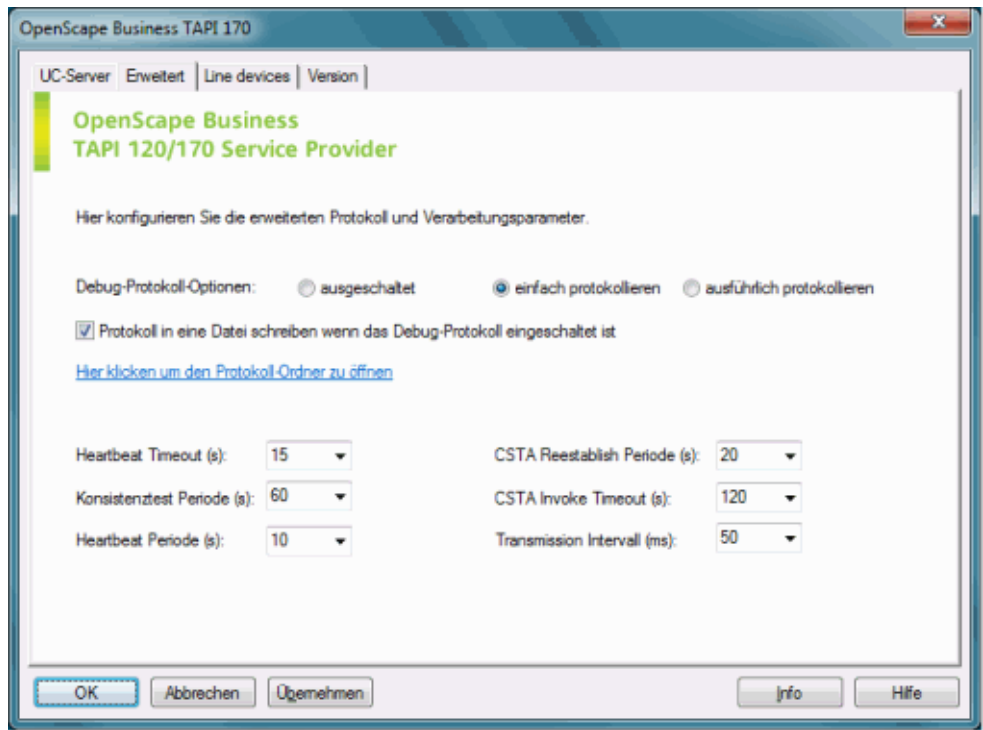 OpenScape Business TAPI 170
UC-Server Erweitert Line devices Version
OpenScape Business
TAPI 120/170 Service Provider
Hier konfigurieren Sie die erweiterten Protokoll und Verarbeitungsparameter.
Debug-Protokoll-Optionen: ausgeschaltet einfach protokollieren ausführlich protokollieren
Protokoll in eine Datei schreiben wenn das Debug-Protokoll eingeschaltet ist
Hier klicken um den Protokoll-Ordner zu öffnen
Heartbeat Timeout (s): 15 CSTA Reestablish Periode (s): 20
Konsistenztest Periode (s): 60 CSTA Invoke Timeout (s): 120
Heartbeat Periode (s): 10 Transmission Intervall (ms): 50
OK Abbrechen Übernehmen Info Hilfe